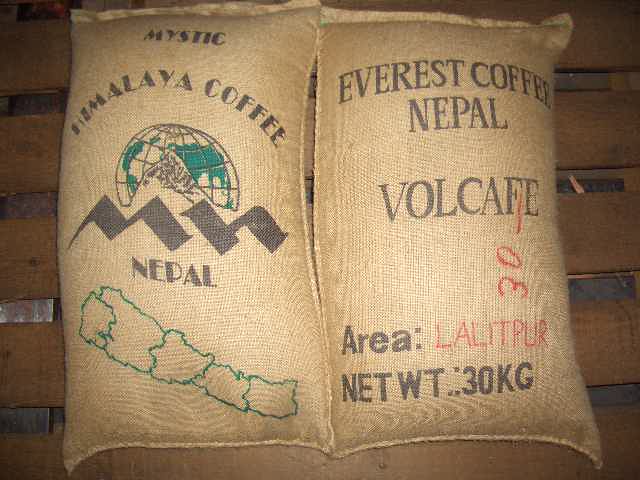 MYSTIC
HIMALAYA COFFEE
NEPAL
EVEREST COFFEE
NEPAL
VOLCAFE
30/
Area: LALITPUR
NET WT.: 30KG